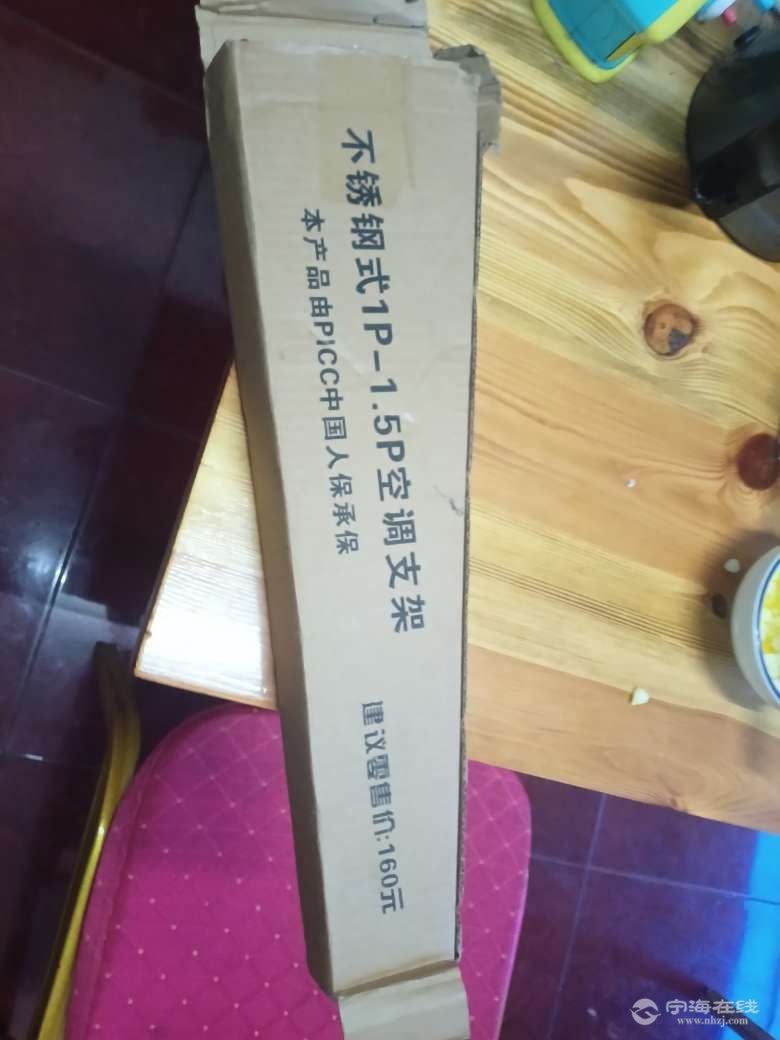 不锈钢式1P-1.5P空调支架
本产品由PICC中国人保承保
建议零售价:160元
宁海在线
www.nhzj.com